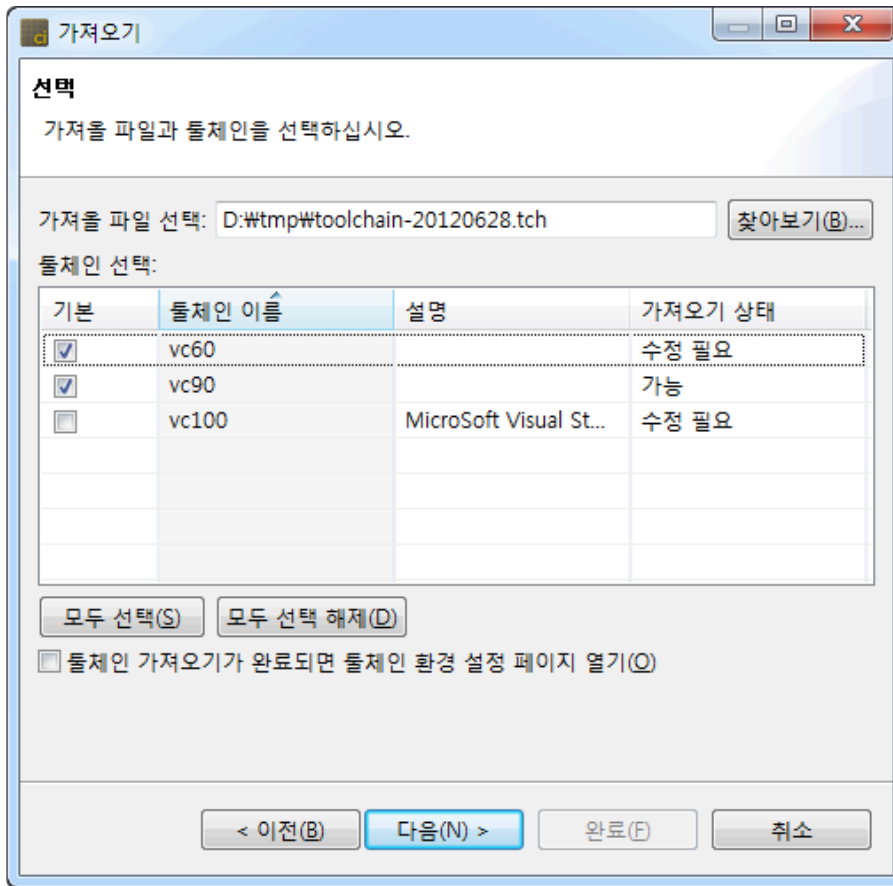 ci 가져오기
선택
가져올 파일과 툴체인을 선택하십시오.
가져올 파일 선택: D:₩tmp₩toolchain-20120628.tch 찾아보기(B)...
툴체인 선택:
기본 툴체인 이름 설명 가져오기 상태
vc60 수정 필요
vc90 가능
vc100 MicroSoft Visual St... 수정 필요
모두 선택(S) 모두 선택 해제(D)
툴체인 가져오기가 완료되면 툴체인 환경 설정 페이지 열기(O)
< 이전(B) 다음(N) > 완료(F) 취소